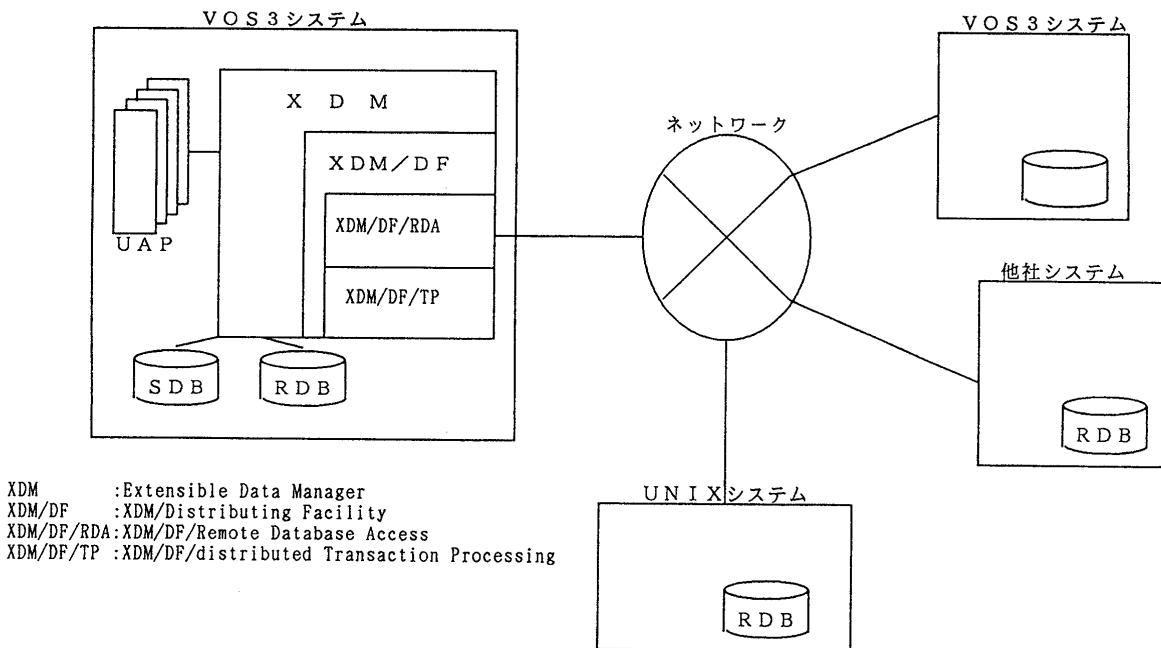 VOS3システム
XDM
XDM/DF
XDM/DF/RDA
XDM/DF/TP
UAP
SDB
RDB
ネットワーク
VOS3システム
他社システム
RDB
UNIXシステム
RDB
XDM :Extensible Data Manager
XDM/DF :XDM/Distributing Facility
XDM/DF/RDA:XDM/DF/Remote Database Access
XDM/DF/TP :XDM/DF/distributed Transaction Processing